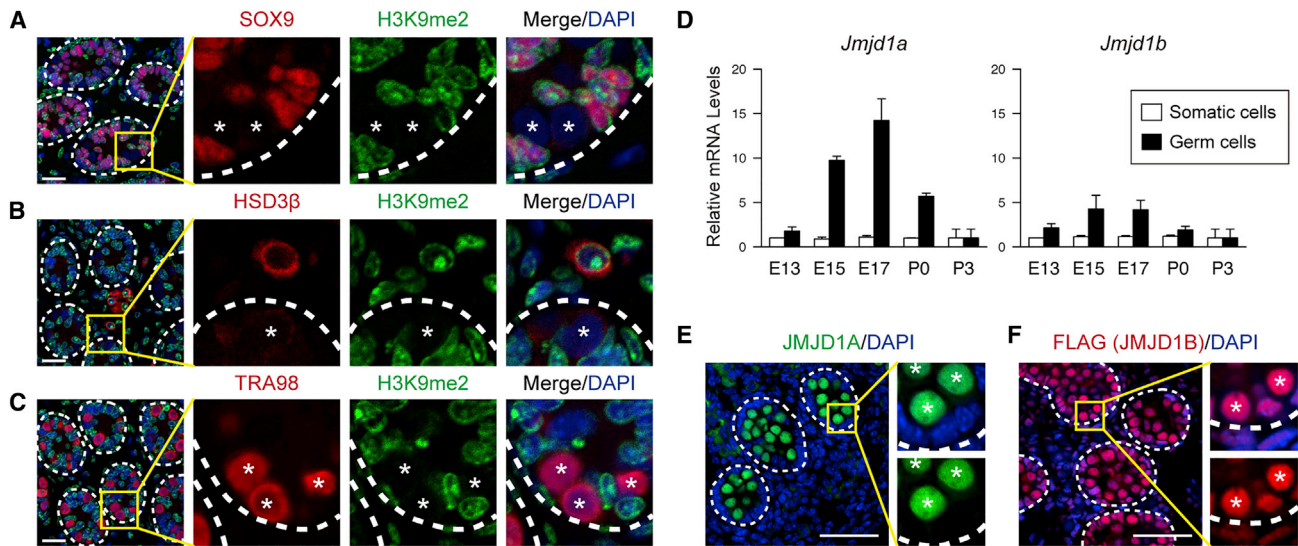 A
SOX9 H3K9me2 Merge/DAPI
* *
* *
* *
B
HSD3β H3K9me2 Merge/DAPI
*
*
*
C
TRA98 H3K9me2 Merge/DAPI
* * *
* * *
* * *
D
Jmjd1a Jmjd1b
Relative mRNA Levels
20 20
15 15
10 10
5 5
0 0
E13 E15 E17 P0 P3 E13 E15 E17 P0 P3
Somatic cells
Germ cells
E
JMJD1A/DAPI
* * *
* * *
F
FLAG (JMJD1B)/DAPI
* *
* *